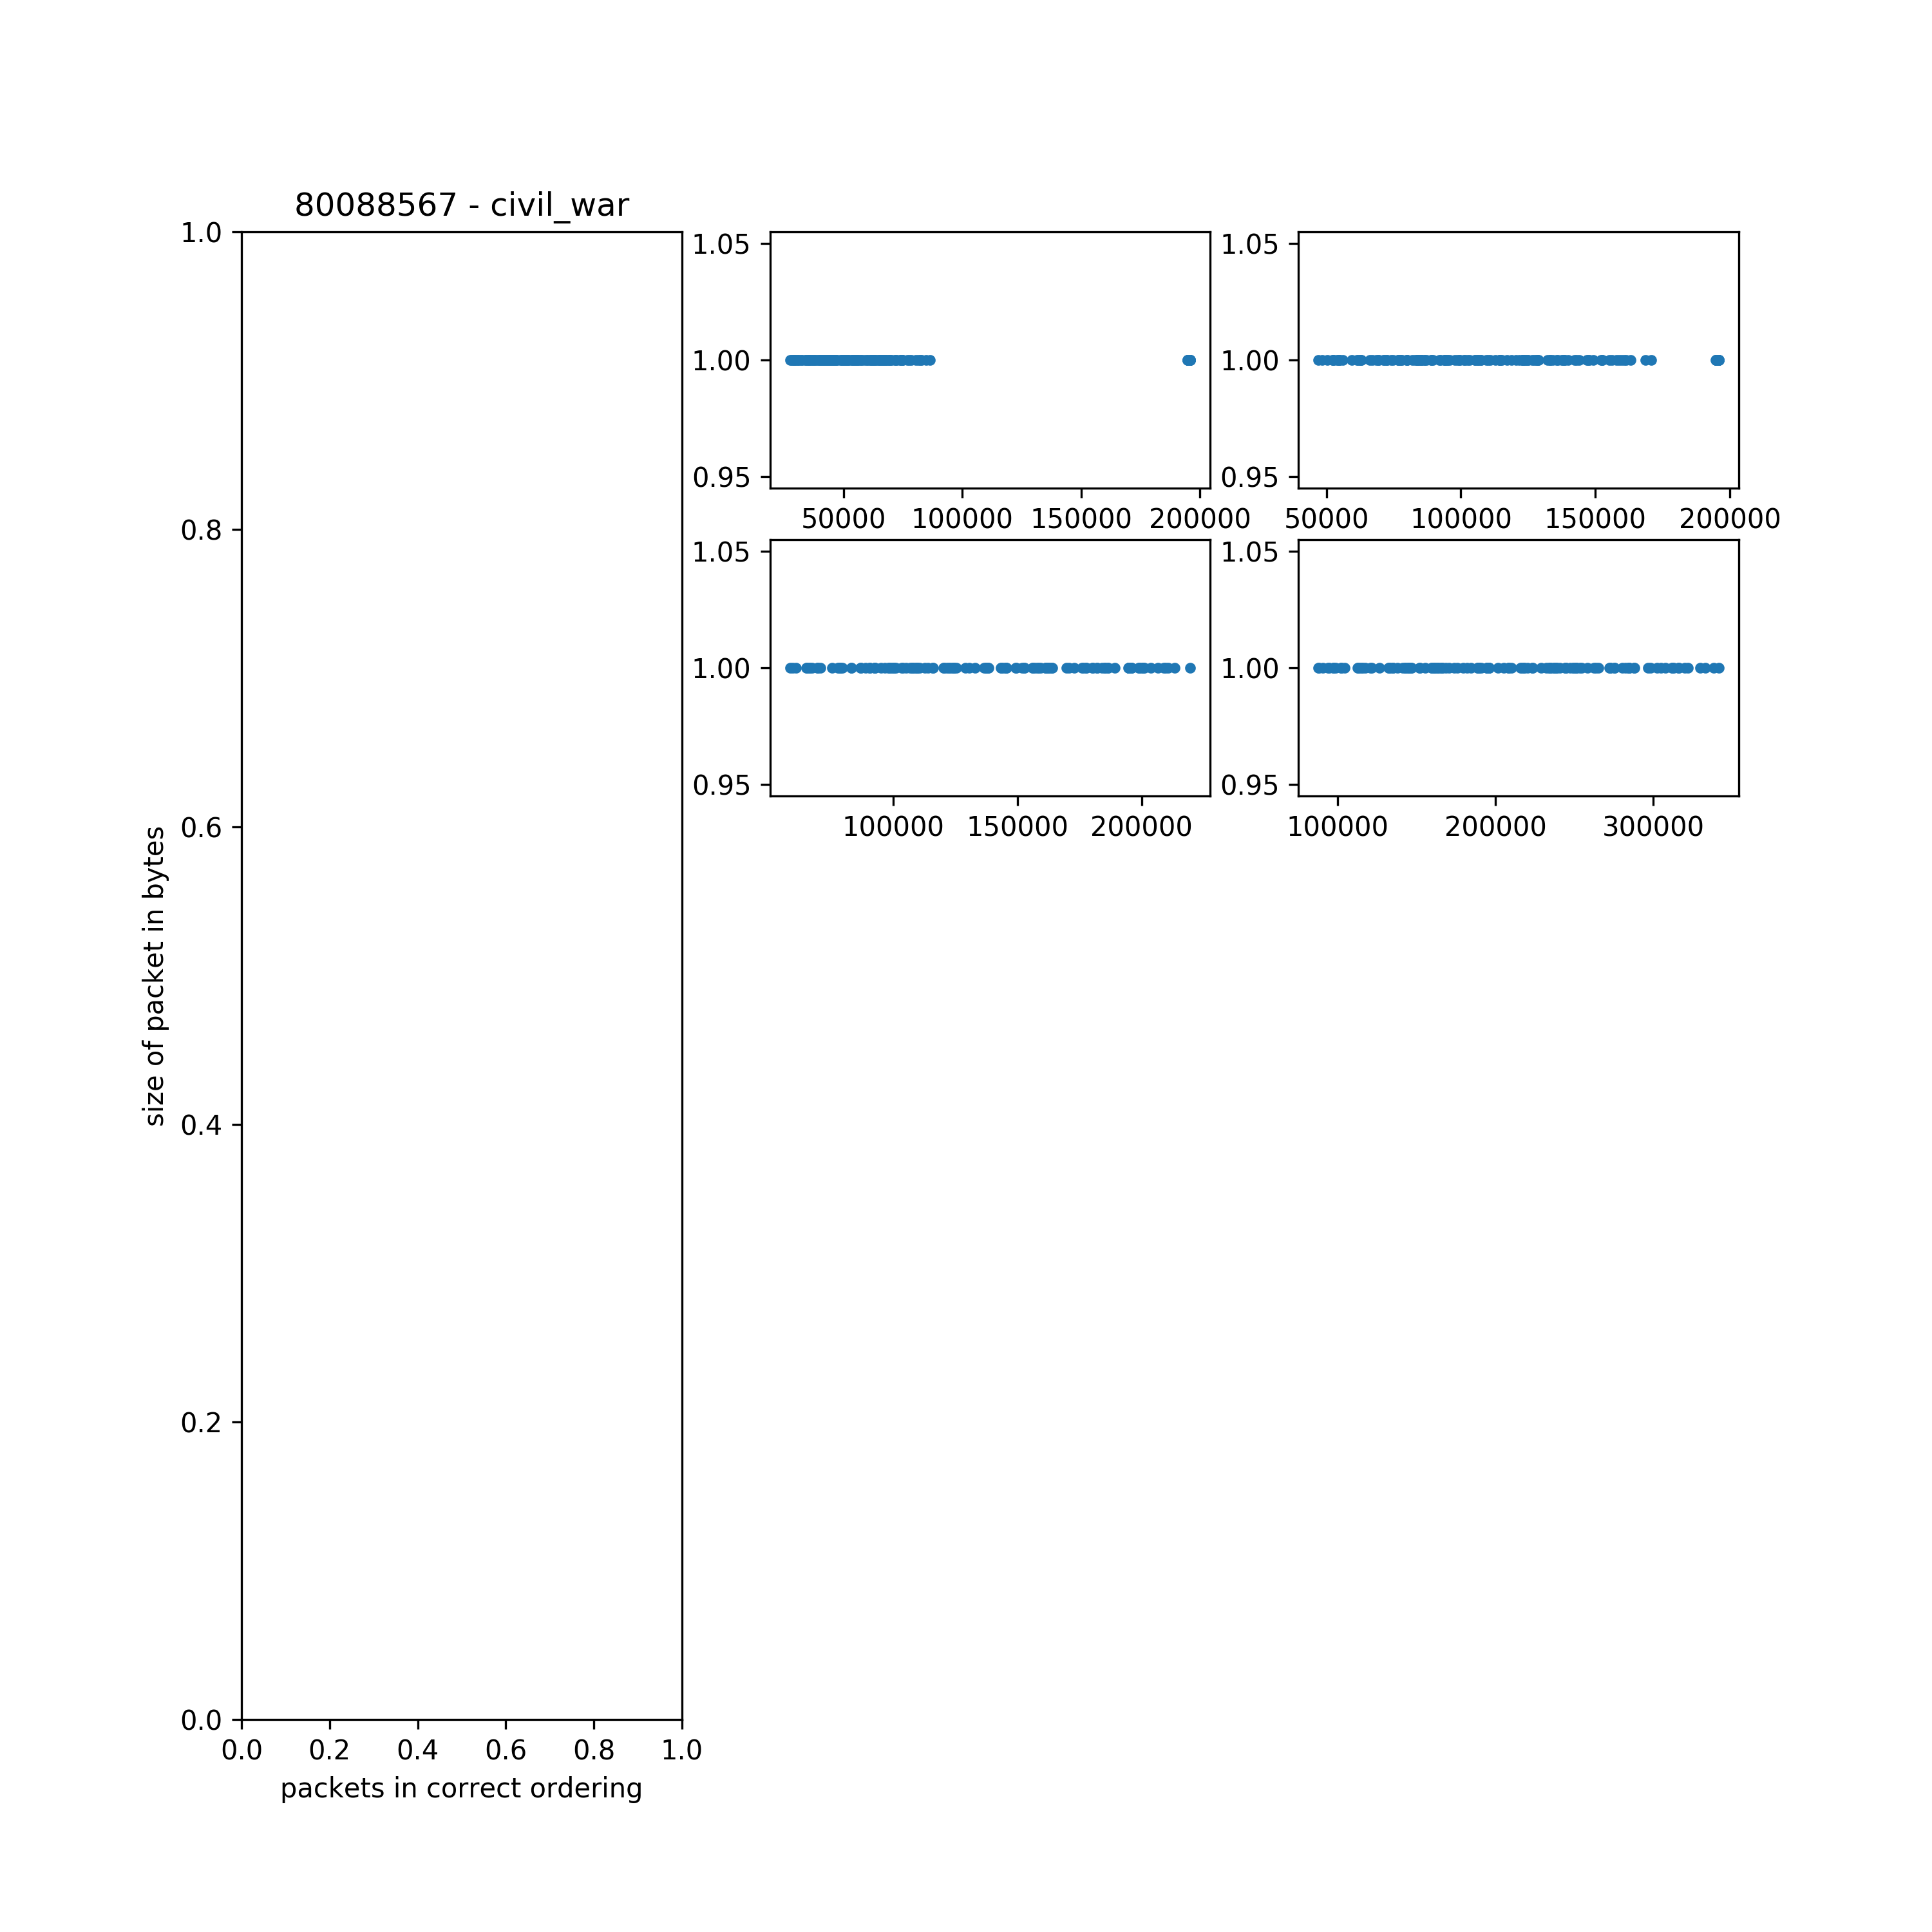 80088567 - civil_war
1.0
0.8
0.6
0.4
0.2
0.0
size of packet in bytes
0.0 0.2 0.4 0.6 0.8 1.0
packets in correct ordering
1.05
1.00
0.95
50000 100000 150000 200000
1.05
1.00
0.95
50000 100000 150000 200000
1.05
1.00
0.95
100000 150000 200000
1.05
1.00
0.95
100000 200000 300000